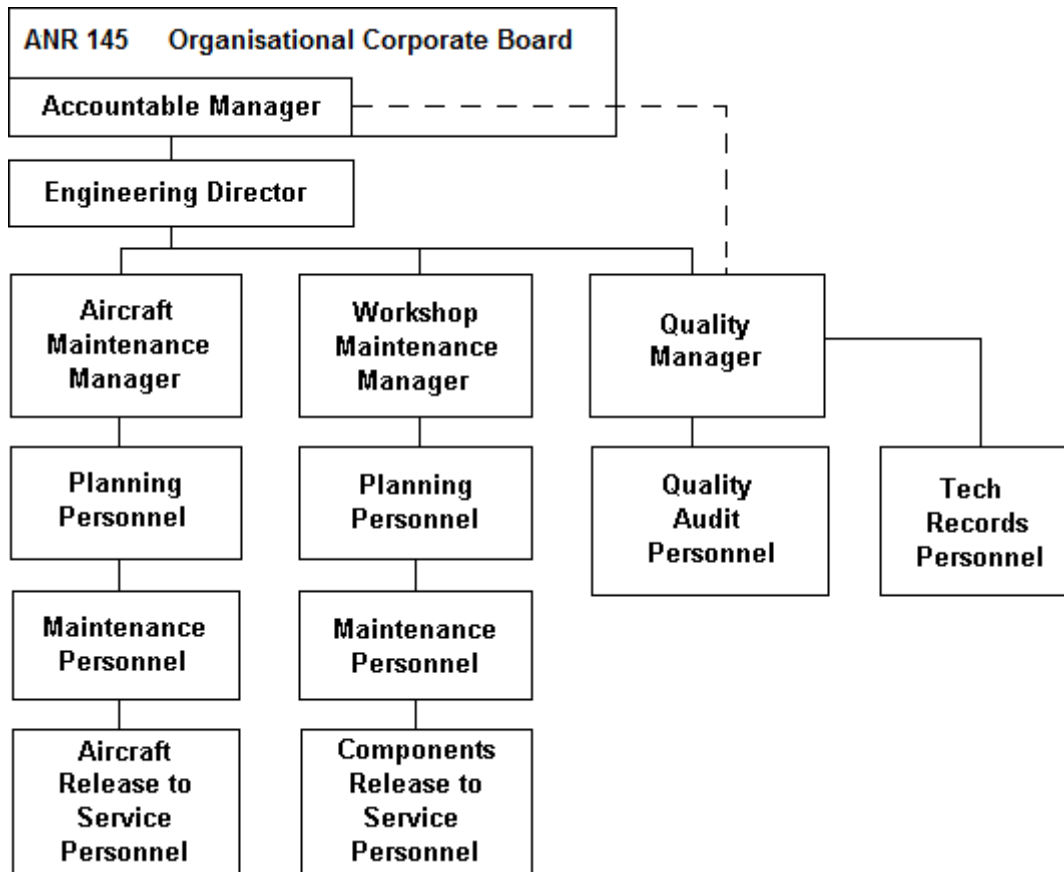 ANR 145 Organisational Corporate Board
Accountable Manager
Engineering Director
Aircraft
Maintenance
Manager
Workshop
Maintenance
Manager
Quality
Manager
Planning
Personnel
Planning
Personnel
Quality
Audit
Personnel
Tech
Records
Personnel
Maintenance
Personnel
Maintenance
Personnel
Aircraft
Release to
Service
Personnel
Components
Release to
Service
Personnel